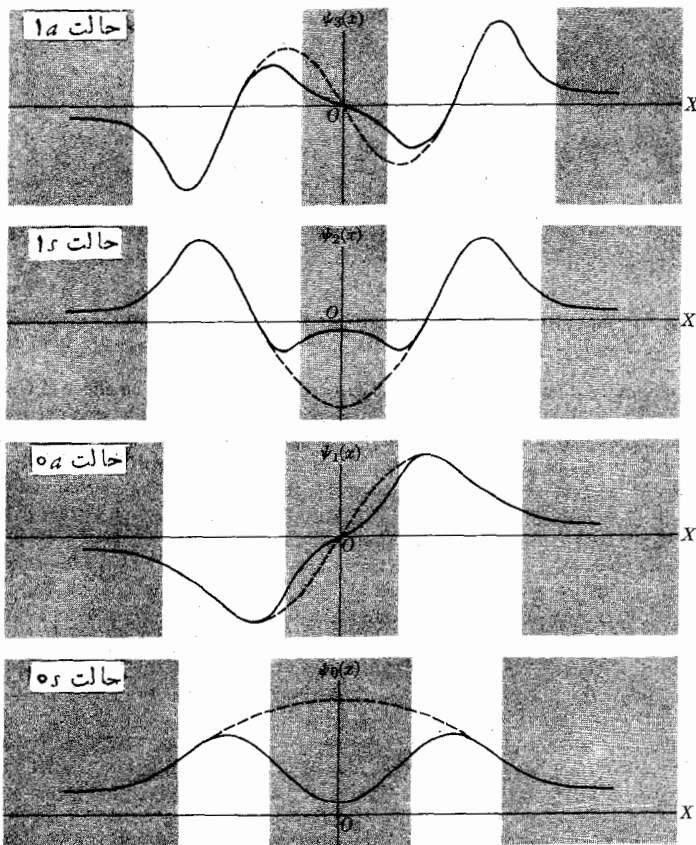 حالت 1a
ψ₃(x)
O
X
حالت 1s
ψ₂(x)
O
X
حالت 0a
ψ₁(x)
O
X
حالت 0s
ψ₀(x)
O
X